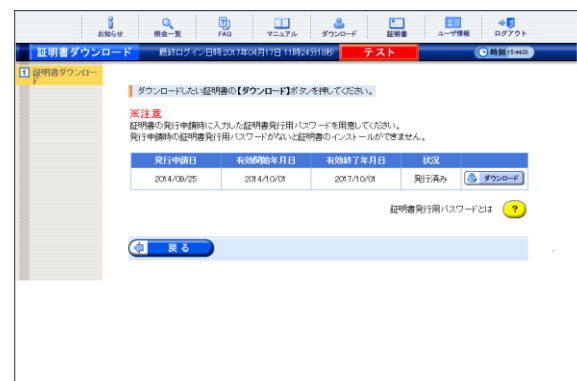 お知らせ 照会一覧 FAQ マニュアル ダウンロード 証明書 ユーザ情報 ログアウト
証明書ダウンロード 最終ログイン日時:2017年04月17日 11時24分18秒 テスト 時刻
1 証明書ダウンロー
ド
ダウンロードしたい証明書の【ダウンロード】ボタンを押してください。
※注意
証明書の発行申請時に入力した証明書発行用パスワードを用意してください。
発行申請時の証明書発行用パスワードがないと証明書のインストールができません。
発行申請日 有効開始年月日 有効終了年月日 状況
2014/09/25 2014/10/01 2017/10/01 発行済み ダウンロード
証明書発行用パスワードとは ?
戻る